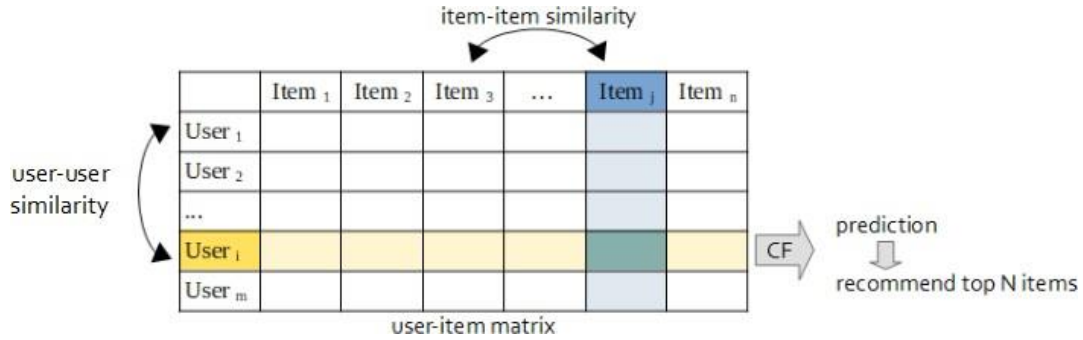 item-item similarity
Item 1 Item 2 Item 3 ... Item j Item n
User 1
User 2
user-user
similarity
...
User i
CF
prediction
recommend top N items
User m
user-item matrix